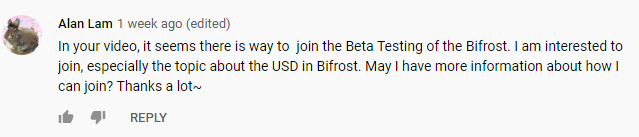 Alan Lam 1 week ago (edited)
In your video, it seems there is way to  join the Beta Testing of the Bifrost. I am interested to
join, especially the topic about the USD in Bifrost. May I have more information about how I
can join? Thanks a lot~
REPLY